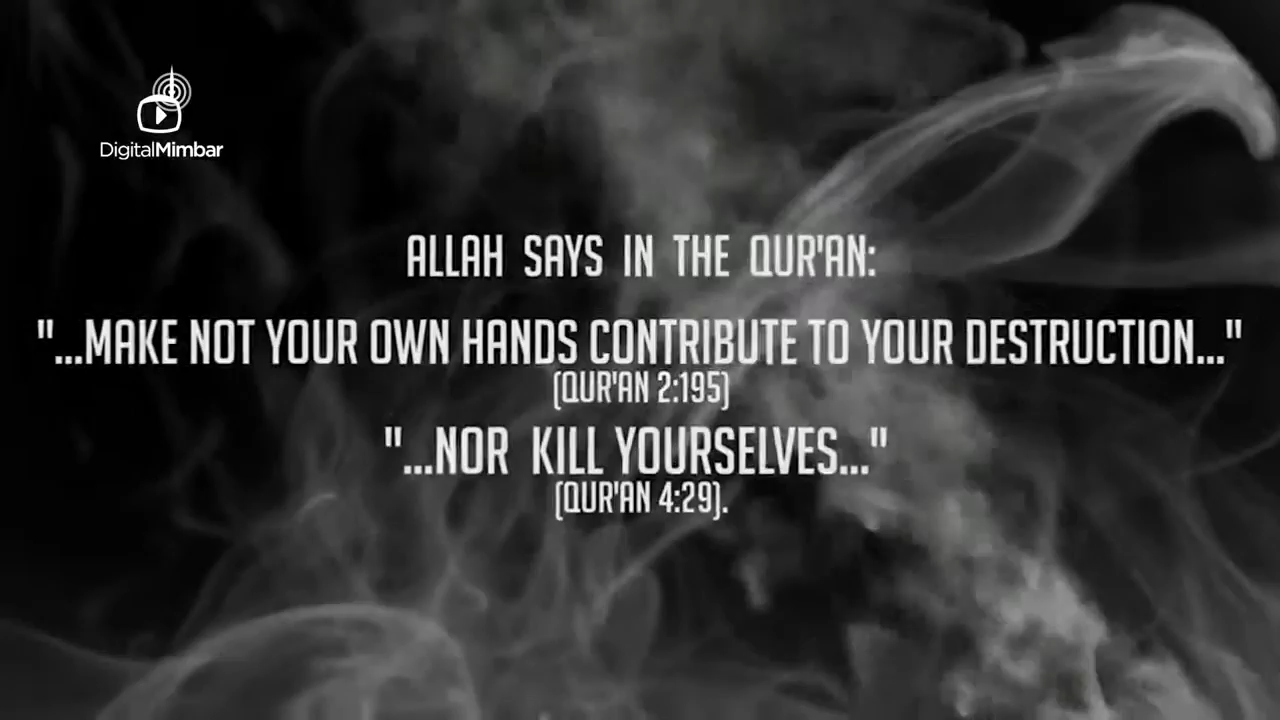 DigitalMimbar
ALLAH SAYS IN THE QUR'AN:
"...MAKE NOT YOUR OWN HANDS CONTRIBUTE TO YOUR DESTRUCTION..."
(QUR'AN 2:195)
"...NOR KILL YOURSELVES..."
(QUR'AN 4:29).